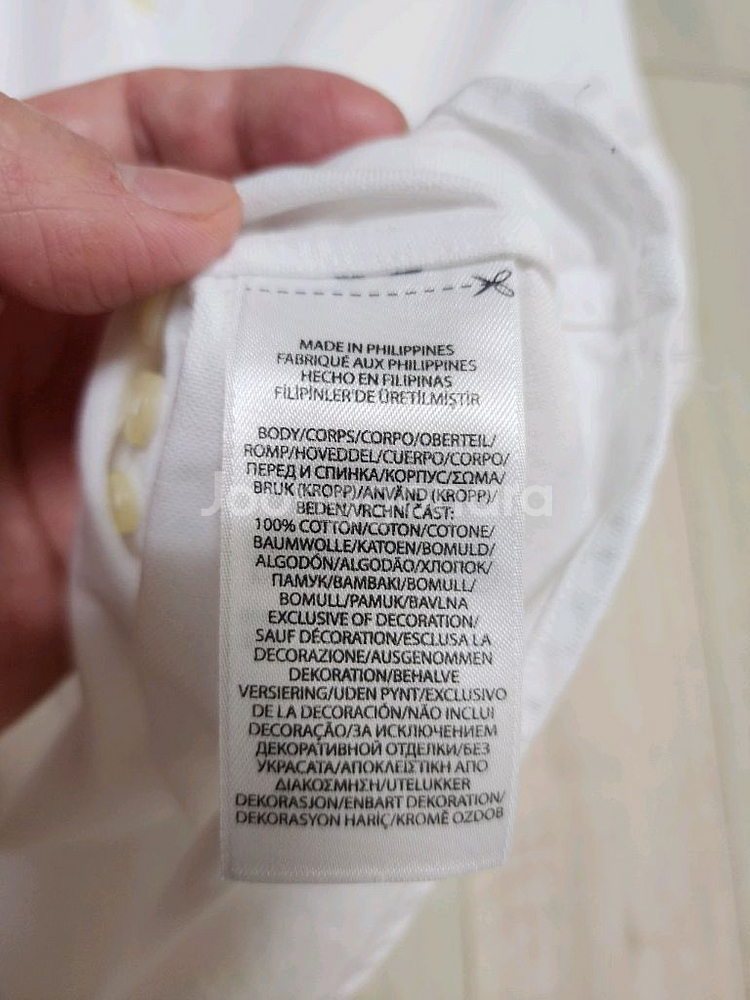 MADE IN PHILIPPINES
FABRIQUÉ AUX PHILIPPINES
HECHO EN FILIPINAS
FİLİPİNLER'DE ÜRETİLMİŞTİR
BODY/CORPS/CORPO/OBERTEIL/
ROMP/HOVEDDEL/CUERPO/CORPO/
ПЕРЕД И СПИНКА/КОРПУС/ΣΩΜΑ/
BRUK (KROPP)/ANVÄND (KROPP)/
BEDEN/VRCHNÍ ČÁST:
100% COTTON/COTON/COTONE/
BAUMWOLLE/KATOEN/BOMULD/
ALGODÓN/ALGODÃO/ХЛОПОК/
ПАМУК/ΒΑΜΒΑΚΙ/BOMULL/
BOMULL/PAMUK/BAVLNA
EXCLUSIVE OF DECORATION/
SAUF DÉCORATION/ESCLUSA LA
DECORAZIONE/AUSGENOMMEN
DEKORATION/BEHALVE
VERSIERING/UDEN PYNT/EXCLUSIVO
DE LA DECORACIÓN/NÃO INCLUI
DECORAÇÃO/ЗА ИСКЛЮЧЕНИЕМ
ДЕКОРАТИВНОЙ ОТДЕЛКИ/БЕЗ
УКРАСАТА/ΑΠΟΚΛΕΙΣΤΙΚΗ ΑΠΟ
ΔΙΑΚΟΣΜΗΣΗ/UTELUKKER
DEKORASJON/ENBART DEKORATION/
DEKORASYON HARİÇ/KROMĚ OZDOB